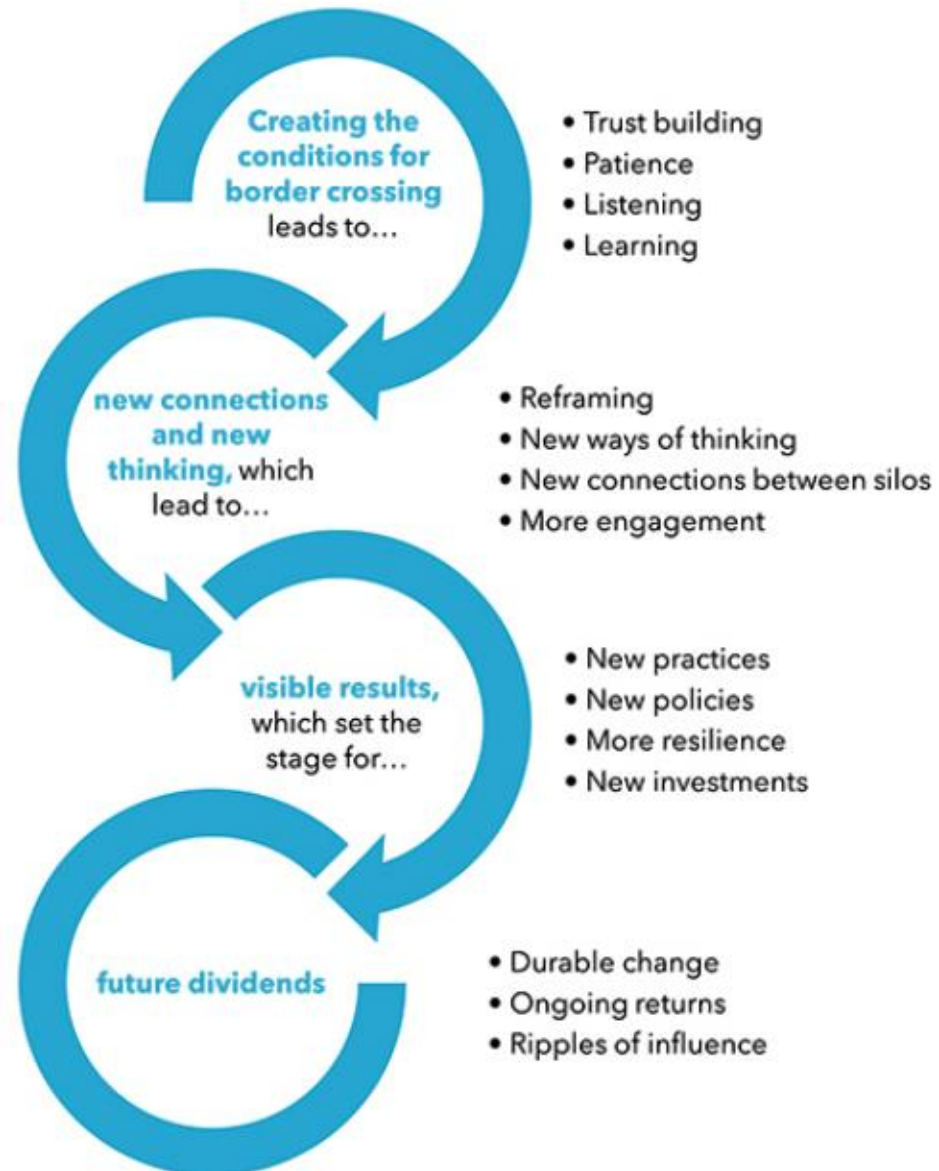 Creating the
conditions for
border crossing
leads to...
• Trust building
• Patience
• Listening
• Learning
new connections
and new
thinking, which
lead to...
• Reframing
• New ways of thinking
• New connections between silos
• More engagement
visible results,
which set the
stage for...
• New practices
• New policies
• More resilience
• New investments
future dividends
• Durable change
• Ongoing returns
• Ripples of influence